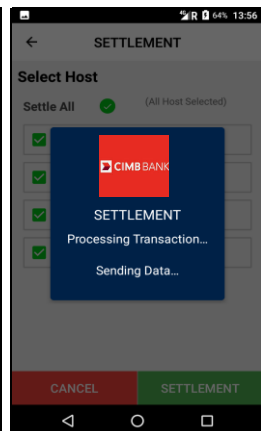 R 64% 13:56
SETTLEMENT
Select Host
Settle All (All Host Selected)
CIMB BANK
SETTLEMENT
Processing Transaction...
Sending Data...
CANCEL SETTLEMENT